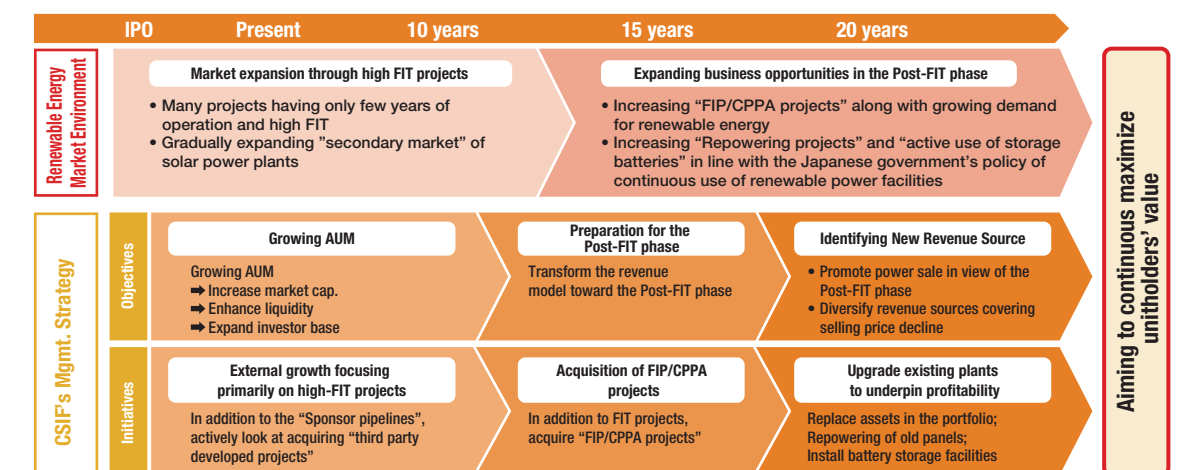 IPO Present 10 years 15 years 20 years
Renewable Energy
Market Environment
Market expansion through high FIT projects
• Many projects having only few years of
operation and high FIT
• Gradually expanding ”secondary market” of
solar power plants
Expanding business opportunities in the Post-FIT phase
• Increasing “FIP/CPPA projects” along with growing demand
for renewable energy
• Increasing “Repowering projects” and “active use of storage
batteries” in line with the Japanese government’s policy of
continuous use of renewable power facilities
CSIF’s Mgmt. Strategy
Objectives
Growing AUM
Growing AUM
➡ Increase market cap.
➡ Enhance liquidity
➡ Expand investor base
Preparation for the
Post-FIT phase
Transform the revenue
model toward the Post-FIT phase
Identifying New Revenue Source
• Promote power sale in view of the
Post-FIT phase
• Diversify revenue sources covering
selling price decline
Initiatives
External growth focusing
primarily on high-FIT projects
In addition to the “Sponsor pipelines”,
actively look at acquiring “third party
developed projects”
Acquisition of FIP/CPPA
projects
In addition to FIT projects,
acquire “FIP/CPPA projects”
Upgrade existing plants
to underpin profitability
Replace assets in the portfolio;
Repowering of old panels;
Install battery storage facilities
Aiming to continuous maximize
unitholders’ value